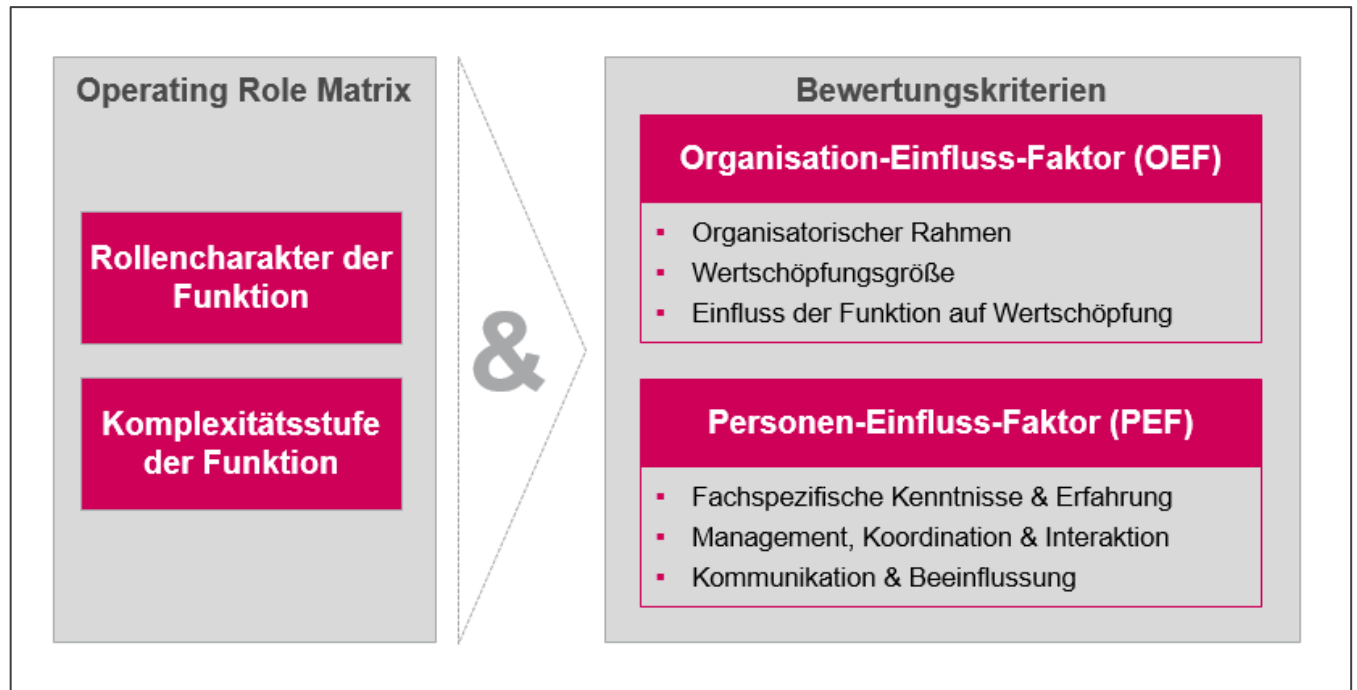 Operating Role Matrix
Rollencharakter der
Funktion
Komplexitätsstufe
der Funktion
&
Bewertungskriterien
Organisation-Einfluss-Faktor (OEF)
▪ Organisatorischer Rahmen
▪ Wertschöpfungsgröße
▪ Einfluss der Funktion auf Wertschöpfung
Personen-Einfluss-Faktor (PEF)
▪ Fachspezifische Kenntnisse & Erfahrung
▪ Management, Koordination & Interaktion
▪ Kommunikation & Beeinflussung